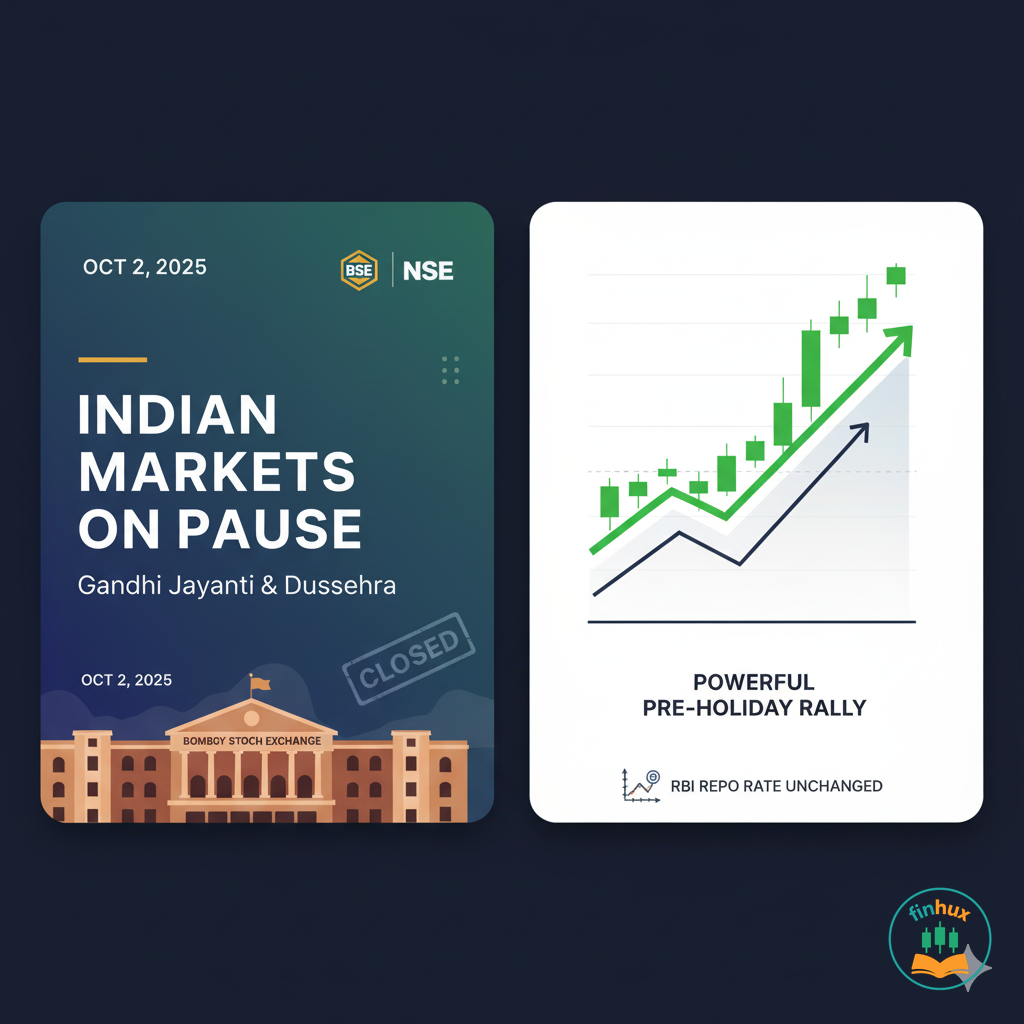 OCT 2, 2025
BSE | NSE
INDIAN
MARKETS
ON PAUSE
Gandhi Jayanti & Dussehra
CLOSED
OCT 2, 2025
BOMBGY STOCH EXCHANGE
POWERFUL
PRE-HOLIDAY RALLY
RBI REPO RATE UNCHANGED
finhux